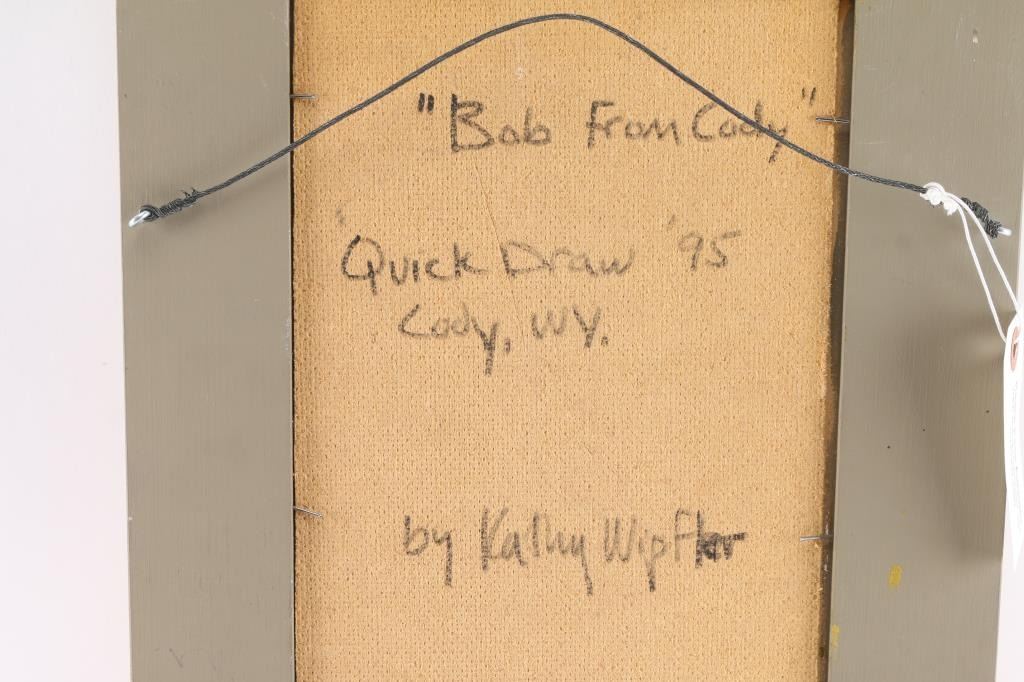 "Bob From Cody"
Quick Draw '95
Cody, WY.
by Kathy Wipfler